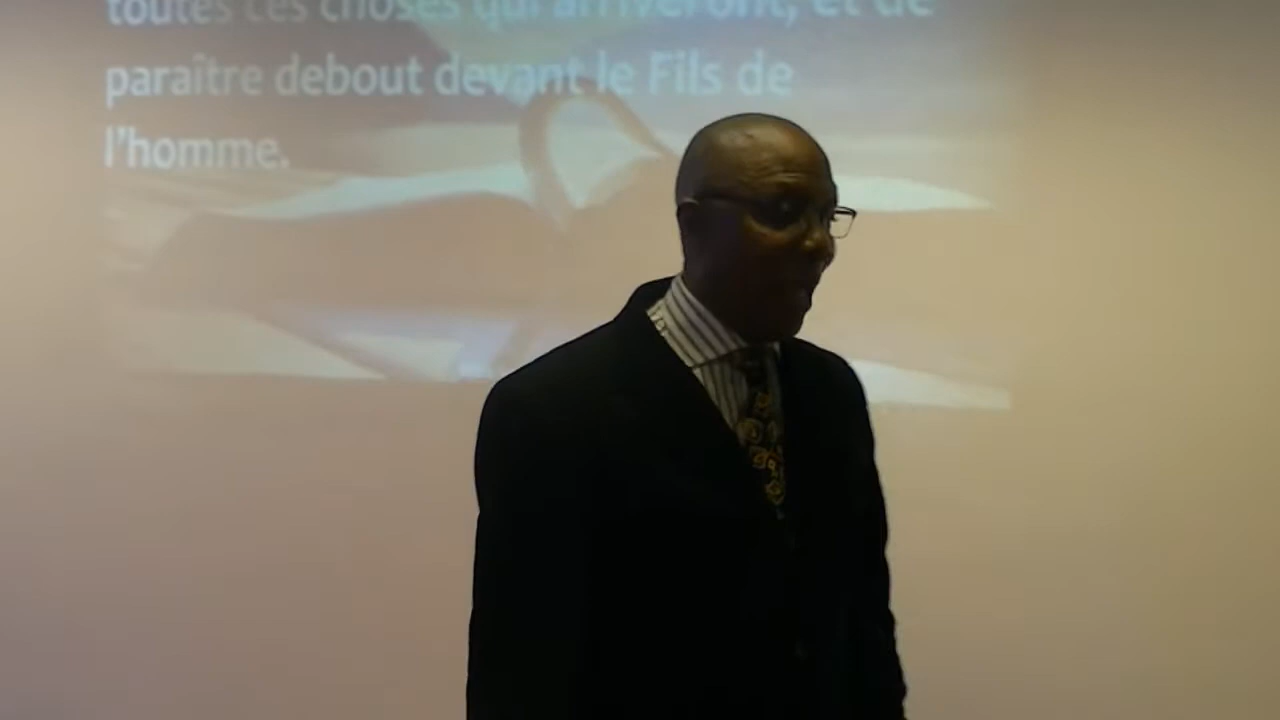 toutes ces choses qui arriveront, et de
paraître debout devant le Fils de
l'homme.